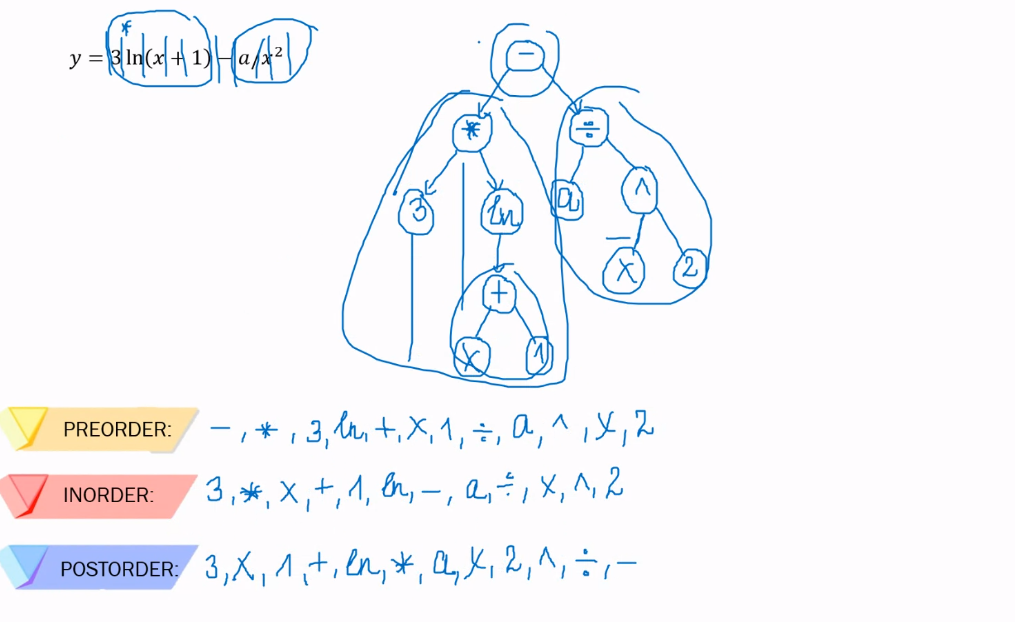 *
y = 3 ln(x + 1) − a/x²
−
* ÷
3 ln a ^
x 2
+
x 1
PREORDER: −, *, 3, ln, +, x, 1, ÷, a, ^, x, 2
INORDER: 3, *, x, +, 1, ln, −, a, ÷, x, ^, 2
POSTORDER: 3, x, 1, +, ln, *, a, x, 2, ^, ÷, −